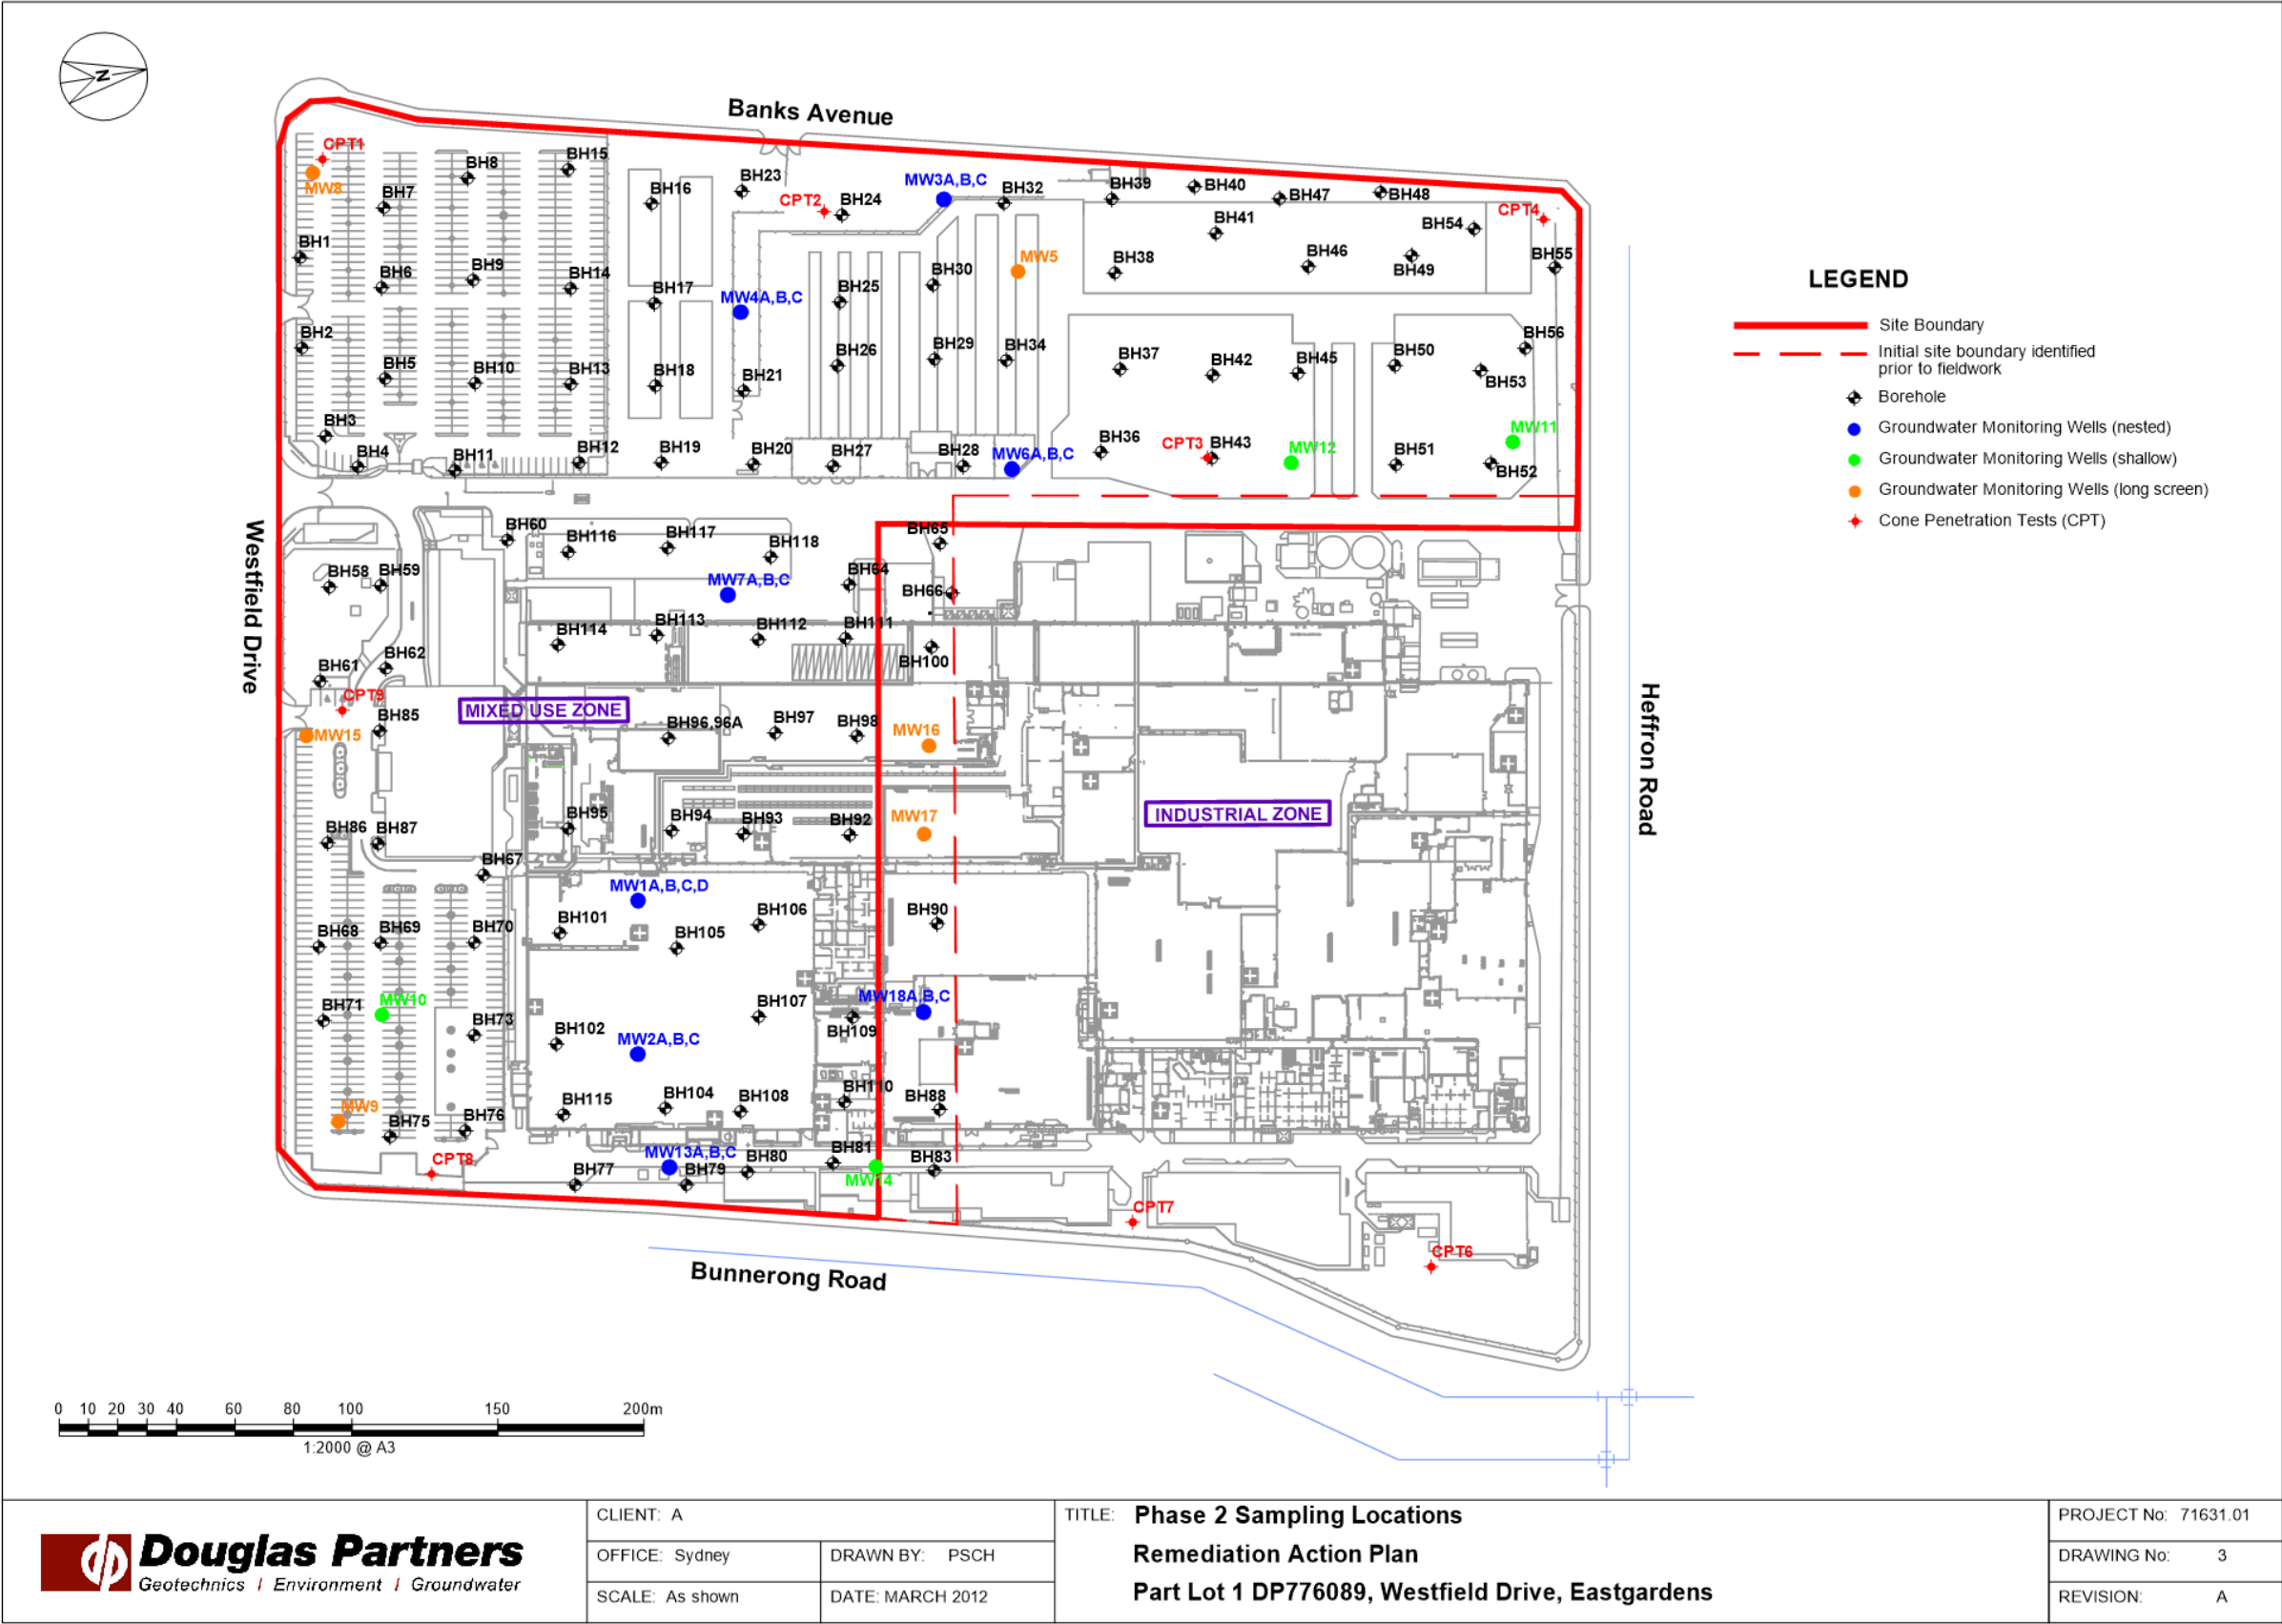 N
Banks Avenue
CPT1
MW8
BH7
BH8
BH15
BH16
BH23
CPT2
BH24
MW3A,B,C
BH32
BH39
BH40
BH47
BH48
BH41
BH54
CPT4
BH1
BH6
BH9
BH14
BH17
MW4A,B,C
BH25
BH30
MW5
BH38
BH46
BH49
BH55
LEGEND
Site Boundary
Initial site boundary identified
prior to fieldwork
Borehole
Groundwater Monitoring Wells (nested)
Groundwater Monitoring Wells (shallow)
Groundwater Monitoring Wells (long screen)
Cone Penetration Tests (CPT)
BH2
BH5
BH10
BH13
BH18
BH21
BH26
BH29
BH34
BH37
BH42
BH45
BH50
BH56
BH53
BH3
BH4
BH11
BH12
BH19
BH20
BH27
BH28
MW6A,B,C
BH36
CPT3
BH43
MW12
BH51
MW11
BH52
Westfield Drive
BH60
BH116
BH117
BH118
BH65
BH58
BH59
MW7A,B,C
BH64
BH66
BH114
BH113
BH112
BH111
BH100
BH61
BH62
CPT9
BH85
MW15
MIXED USE ZONE
BH96,96A
BH97
BH98
MW16
Heffron Road
BH86
BH87
BH95
BH94
BH93
BH92
MW17
INDUSTRIAL ZONE
BH67
MW1A,B,C,D
BH101
BH105
BH106
BH90
BH68
BH69
BH70
BH71
MW10
BH73
BH102
MW2A,B,C
BH107
BH109
MW18A,B,C
MW9
BH75
BH76
BH115
BH104
BH108
BH110
BH88
CPT8
BH77
MW13A,B,C
BH79
BH80
BH81
MW14
BH83
CPT7
CPT6
Bunnerong Road
0 10 20 30 40 60 80 100 150 200m
1:2000 @ A3
Douglas Partners
Geotechnics | Environment | Groundwater
CLIENT: A
OFFICE: Sydney
DRAWN BY: PSCH
SCALE: As shown
DATE: MARCH 2012
TITLE: Phase 2 Sampling Locations
Remediation Action Plan
Part Lot 1 DP776089, Westfield Drive, Eastgardens
PROJECT No: 71631.01
DRAWING No: 3
REVISION: A